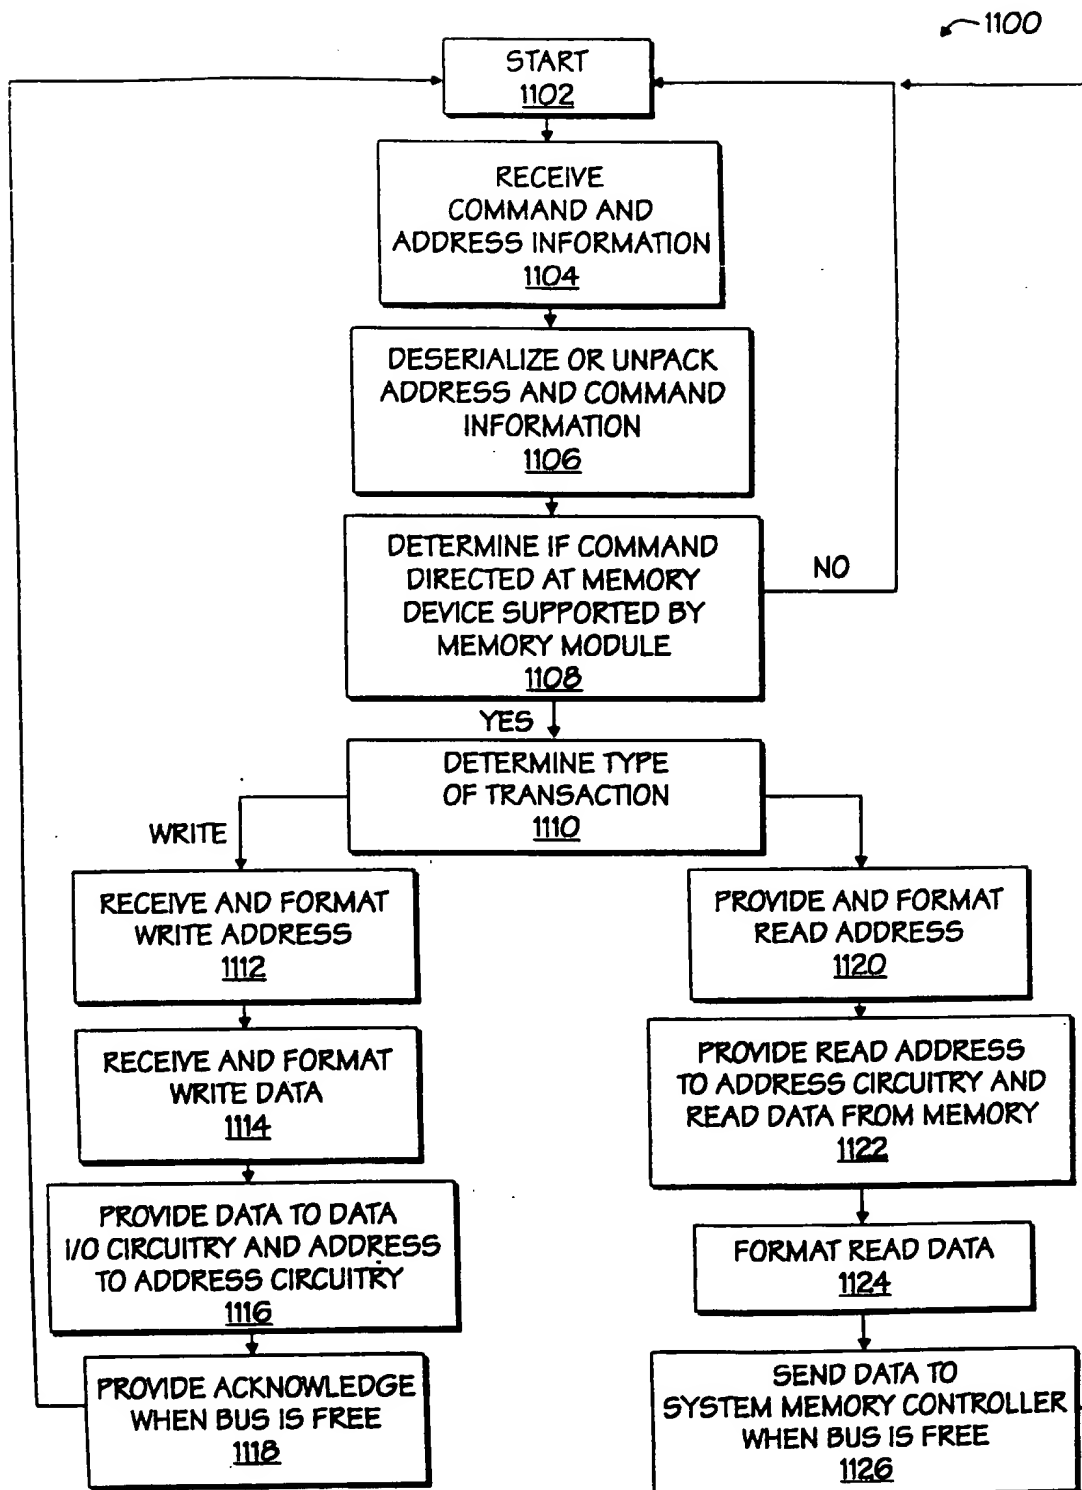 1100
START
1102
RECEIVE
COMMAND AND
ADDRESS INFORMATION
1104
DESERIALIZE OR UNPACK
ADDRESS AND COMMAND
INFORMATION
1106
DETERMINE IF COMMAND
DIRECTED AT MEMORY
DEVICE SUPPORTED BY
MEMORY MODULE
1108
NO
YES
DETERMINE TYPE
OF TRANSACTION
1110
WRITE
RECEIVE AND FORMAT
WRITE ADDRESS
1112
RECEIVE AND FORMAT
WRITE DATA
1114
PROVIDE DATA TO DATA
I/O CIRCUITRY AND ADDRESS
TO ADDRESS CIRCUITRY
1116
PROVIDE ACKNOWLEDGE
WHEN BUS IS FREE
1118
PROVIDE AND FORMAT
READ ADDRESS
1120
PROVIDE READ ADDRESS
TO ADDRESS CIRCUITRY AND
READ DATA FROM MEMORY
1122
FORMAT READ DATA
1124
SEND DATA TO
SYSTEM MEMORY CONTROLLER
WHEN BUS IS FREE
1126